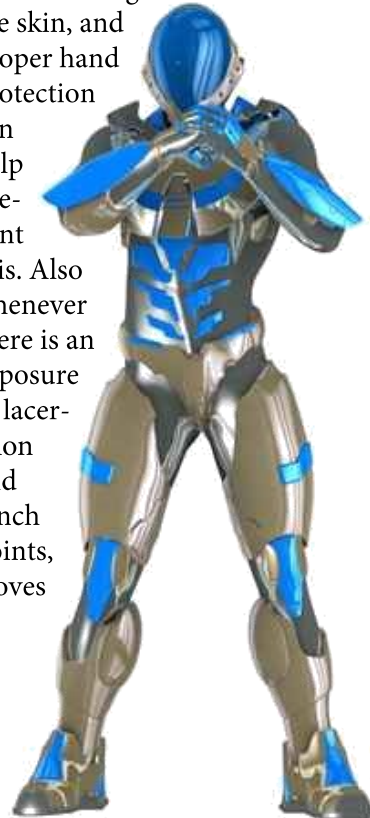 e skin, and
oper hand
otection
n
lp
e-
nt
is. Also
henever
ere is an
posure
lacer-
ion
nd
nch
oints,
oves